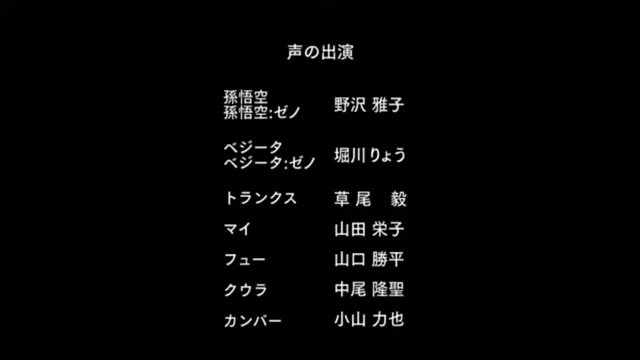 声の出演
孫悟空
孫悟空:ゼノ 野沢 雅子
ベジータ
ベジータ:ゼノ 堀川りょう
トランクス 草尾 毅
マイ 山田 栄子
フュー 山口 勝平
クウラ 中尾 隆聖
カンバー 小山 力也